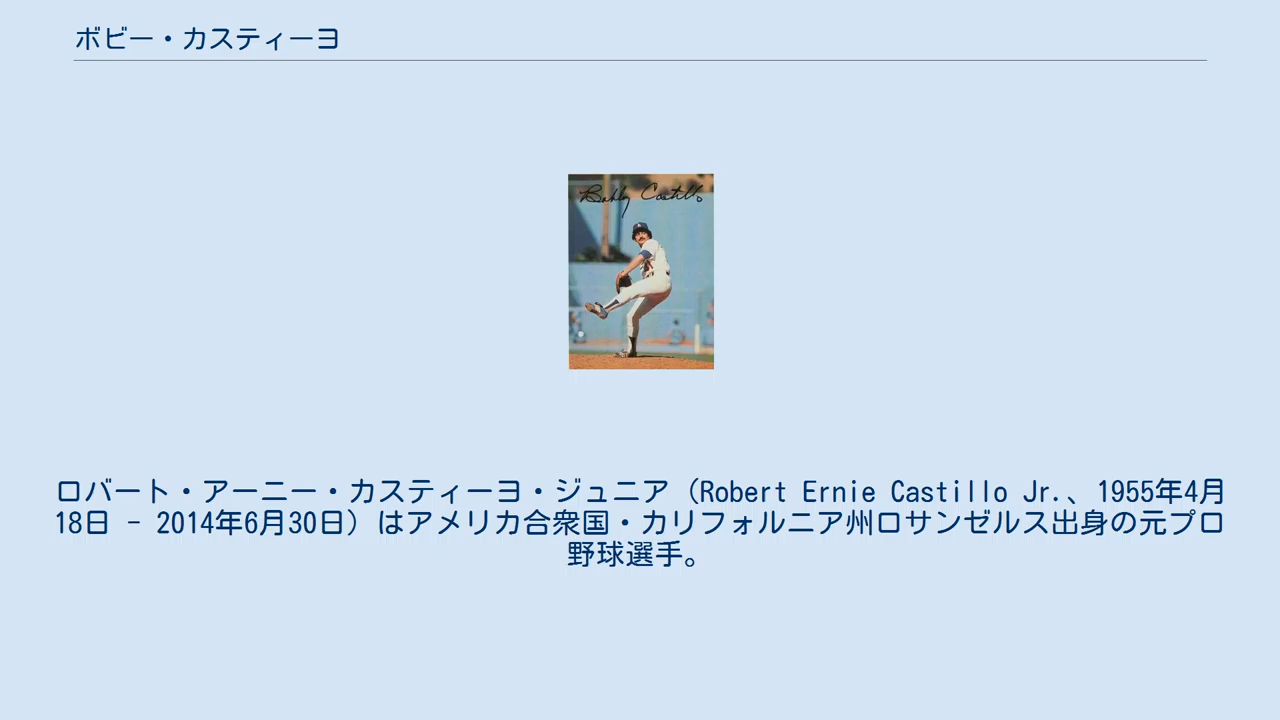 ボビー・カスティーヨ
Bobby Castillo
ロバート・アーニー・カスティーヨ・ジュニア（Robert Ernie Castillo Jr.、1955年4月
18日 - 2014年6月30日）はアメリカ合衆国・カリフォルニア州ロサンゼルス出身の元プロ
野球選手。